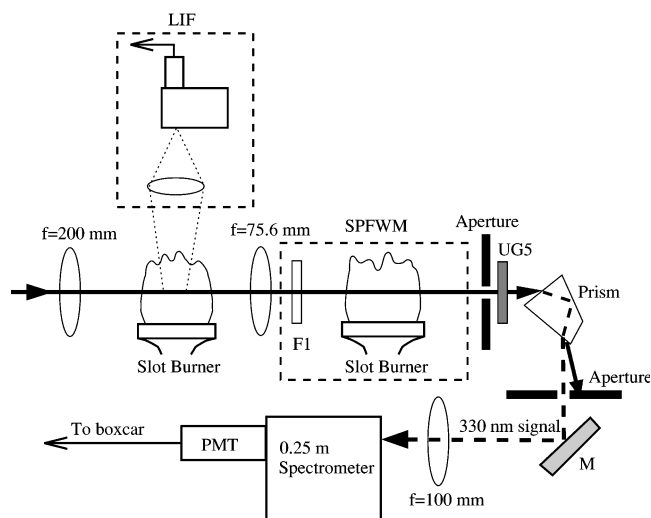 LIF
f=200 mm
f=75.6 mm
SPFWM
Aperture
UG5
Prism
F1
Slot Burner
Slot Burner
Aperture
To boxcar
PMT
0.25 m
Spectrometer
330 nm signal
M
f=100 mm